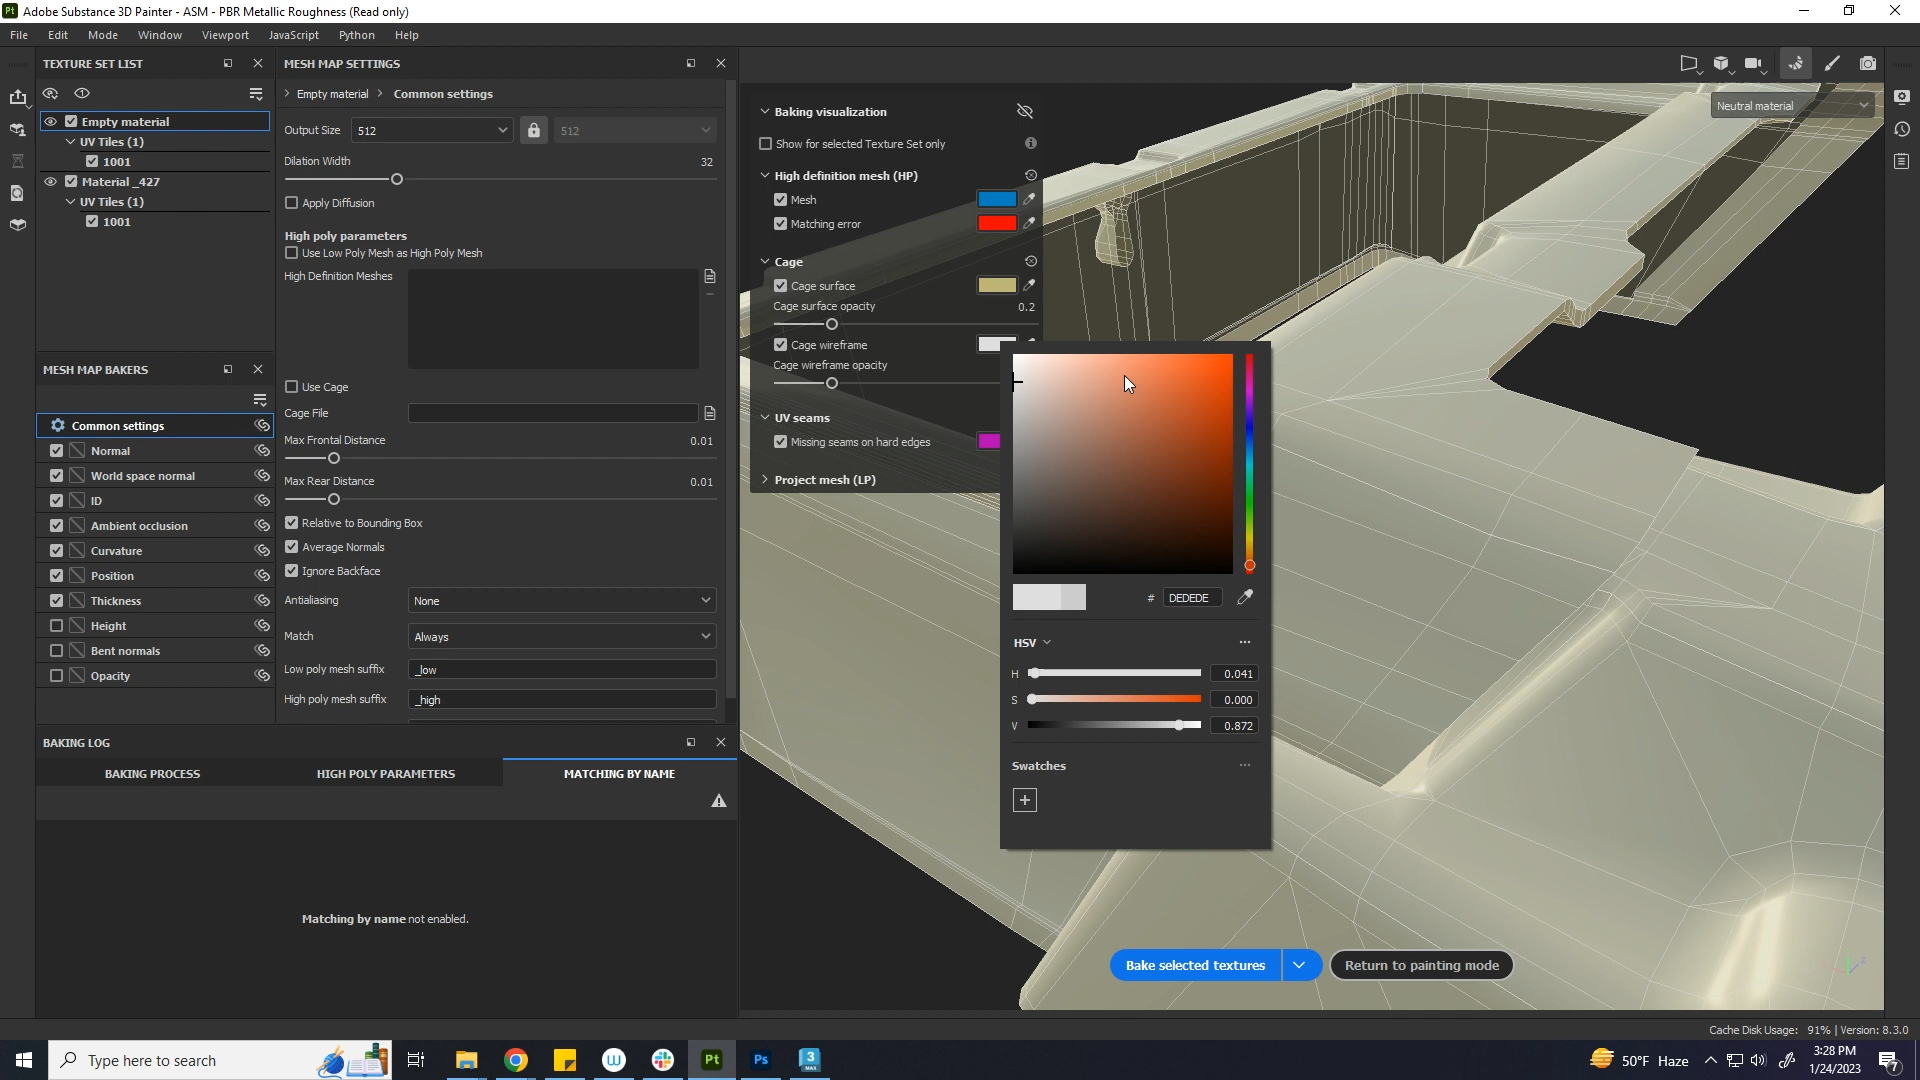 Pt Adobe Substance 3D Painter - ASM - PBR Metallic Roughness (Read only)
File Edit Mode Window Viewport JavaScript Python Help
TEXTURE SET LIST
Empty material
UV Tiles (1)
1001
Material _427
UV Tiles (1)
1001
MESH MAP BAKERS
Common settings
Normal
World space normal
ID
Ambient occlusion
Curvature
Position
Thickness
Height
Bent normals
Opacity
MESH MAP SETTINGS
Empty material > Common settings
Output Size 512 512
Dilation Width 32
Apply Diffusion
High poly parameters
Use Low Poly Mesh as High Poly Mesh
High Definition Meshes
Use Cage
Cage File
Max Frontal Distance 0.01
Max Rear Distance 0.01
Relative to Bounding Box
Average Normals
Ignore Backface
Antialiasing None
Match Always
Low poly mesh suffix _low
High poly mesh suffix _high
BAKING LOG
BAKING PROCESS HIGH POLY PARAMETERS MATCHING BY NAME
Matching by name not enabled.
Baking visualization
Show for selected Texture Set only
High definition mesh (HP)
Mesh
Matching error
Cage
Cage surface
Cage surface opacity 0.2
Cage wireframe
Cage wireframe opacity
UV seams
Missing seams on hard edges
Project mesh (LP)
Neutral material
# DEDEDE
HSV
H 0.041
S 0.000
V 0.872
Swatches
Bake selected textures
Return to painting mode
Cache Disk Usage: 91% | Version: 8.3.0
Type here to search
Pt
Ps
3
MAX
50°F Haze
3:28 PM
1/24/2023
7